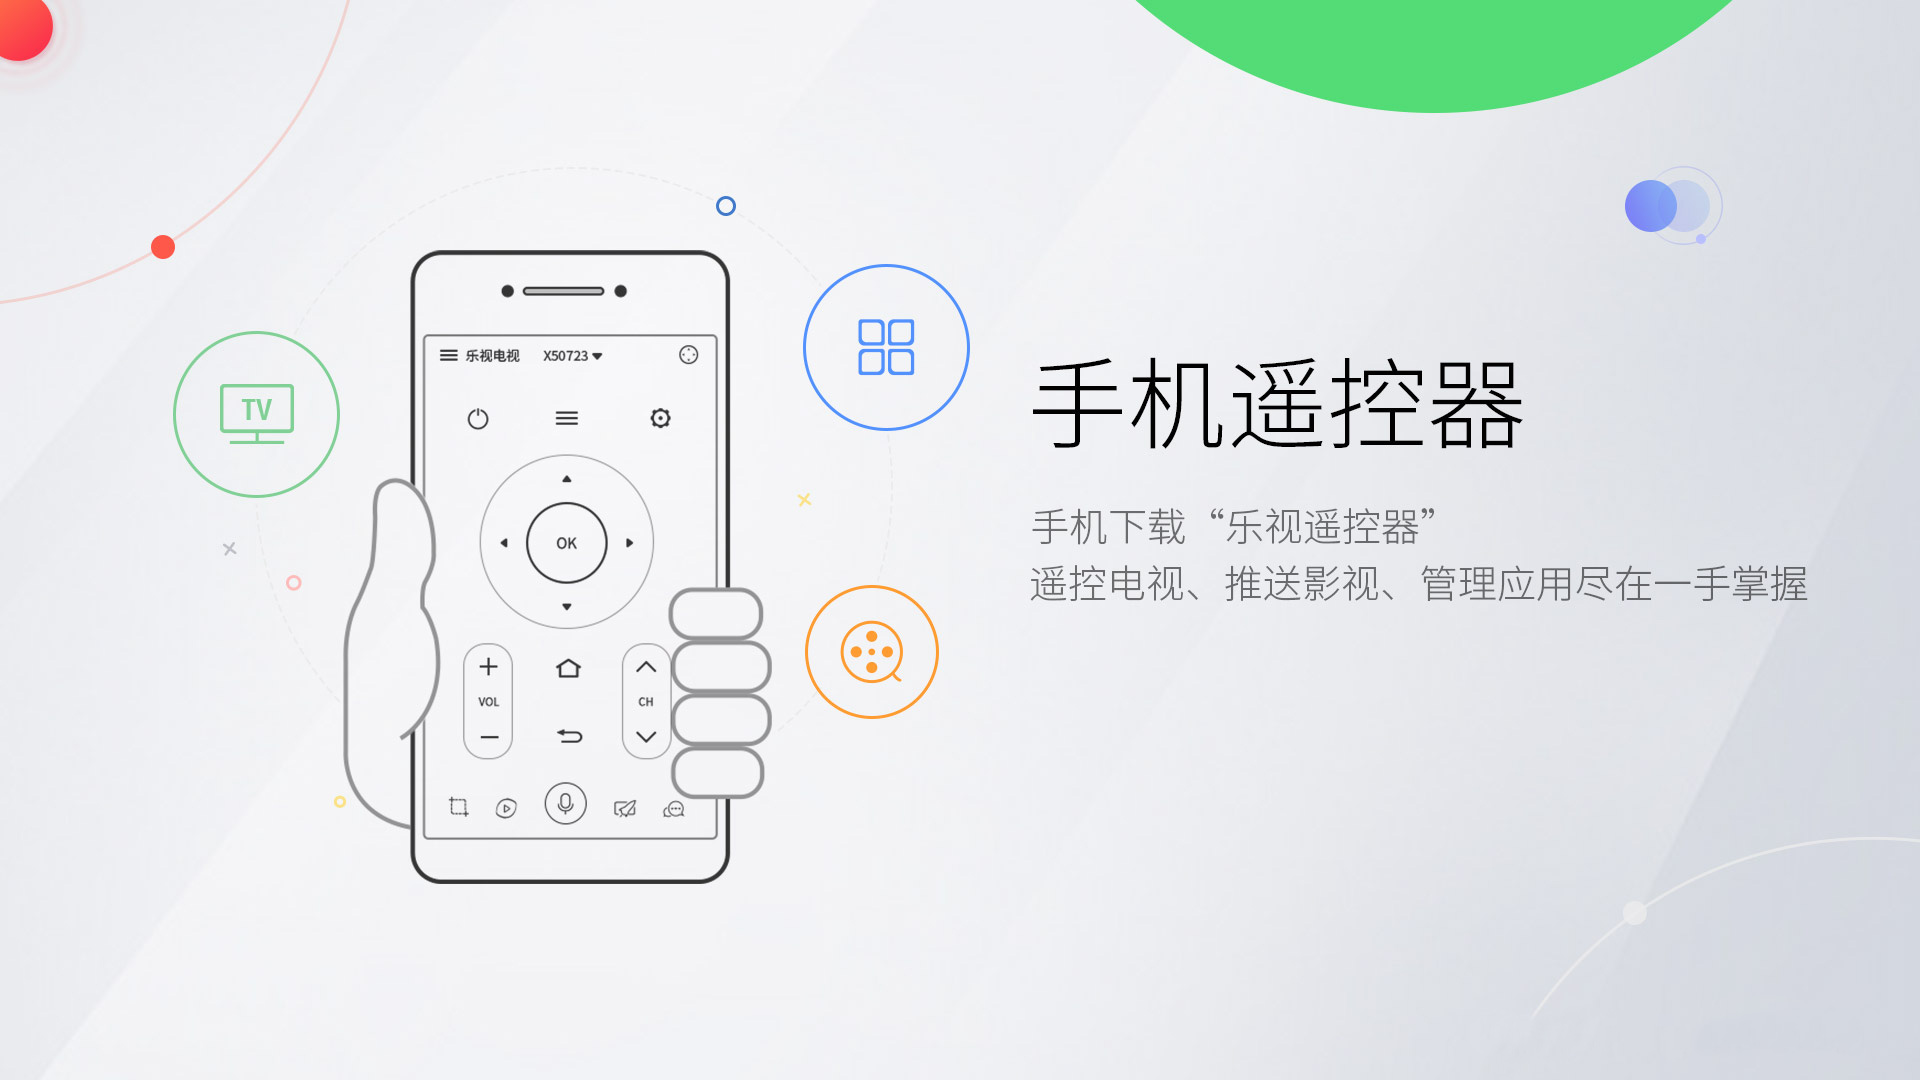 TV
乐视电视 X50723
OK
VOL
CH
手机遥控器
手机下载“乐视遥控器”
遥控电视、推送影视、管理应用尽在一手掌握